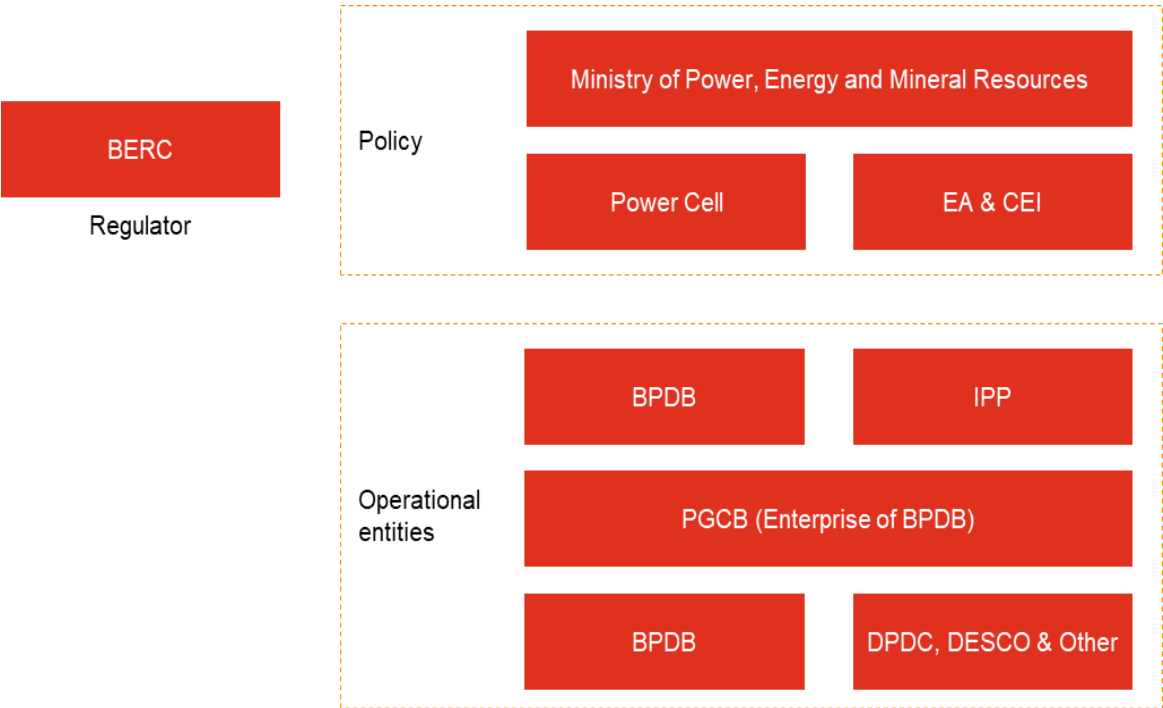 BERC
Regulator
Policy
Ministry of Power, Energy and Mineral Resources
Power Cell
EA & CEI
Operational
entities
BPDB
IPP
PGCB (Enterprise of BPDB)
BPDB
DPDC, DESCO & Other